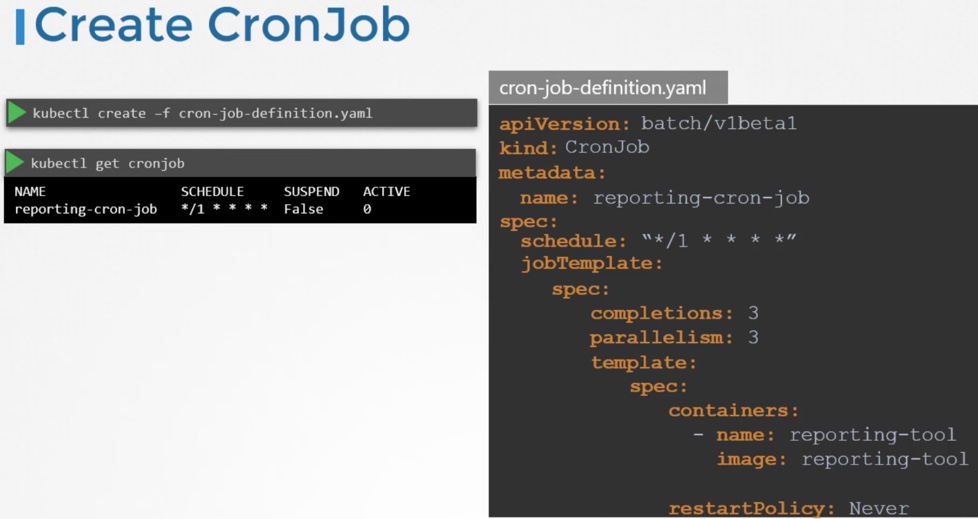 Create CronJob
kubectl create –f cron-job-definition.yaml
kubectl get cronjob
NAME SCHEDULE SUSPEND ACTIVE
reporting-cron-job */1 * * * * False 0
cron-job-definition.yaml
apiVersion: batch/v1beta1
kind: CronJob
metadata:
  name: reporting-cron-job
spec:
  schedule: “*/1 * * * *”
  jobTemplate:
    spec:
      completions: 3
      parallelism: 3
      template:
        spec:
          containers:
            - name: reporting-tool
              image: reporting-tool
          restartPolicy: Never